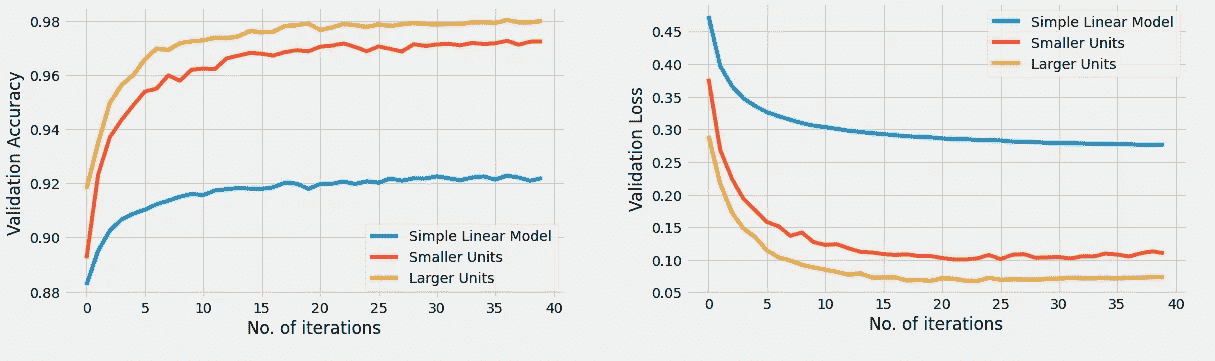 Validation Accuracy
0.98
0.96
0.94
0.92
0.90
0.88
Simple Linear Model
Smaller Units
Larger Units
0 5 10 15 20 25 30 35 40
No. of iterations
Validation Loss
0.45
0.40
0.35
0.30
0.25
0.20
0.15
0.10
0.05
Simple Linear Model
Smaller Units
Larger Units
0 5 10 15 20 25 30 35 40
No. of iterations